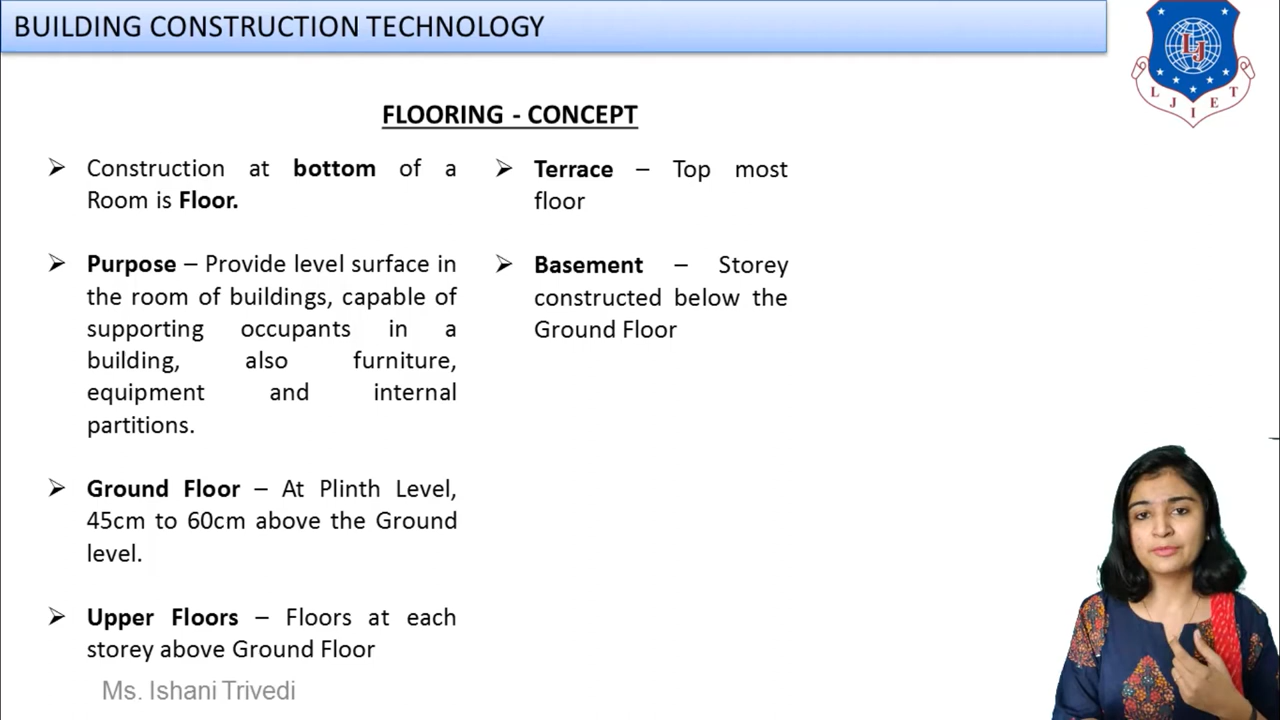 BUILDING CONSTRUCTION TECHNOLOGY
FLOORING - CONCEPT
➢ Construction at bottom of a
Room is Floor.
➢ Purpose – Provide level surface in
the room of buildings, capable of
supporting occupants in a
building, also furniture,
equipment and internal
partitions.
➢ Ground Floor – At Plinth Level,
45cm to 60cm above the Ground
level.
➢ Upper Floors – Floors at each
storey above Ground Floor
➢ Terrace – Top most
floor
➢ Basement – Storey
constructed below the
Ground Floor
Ms. Ishani Trivedi
LJ
L J I E T